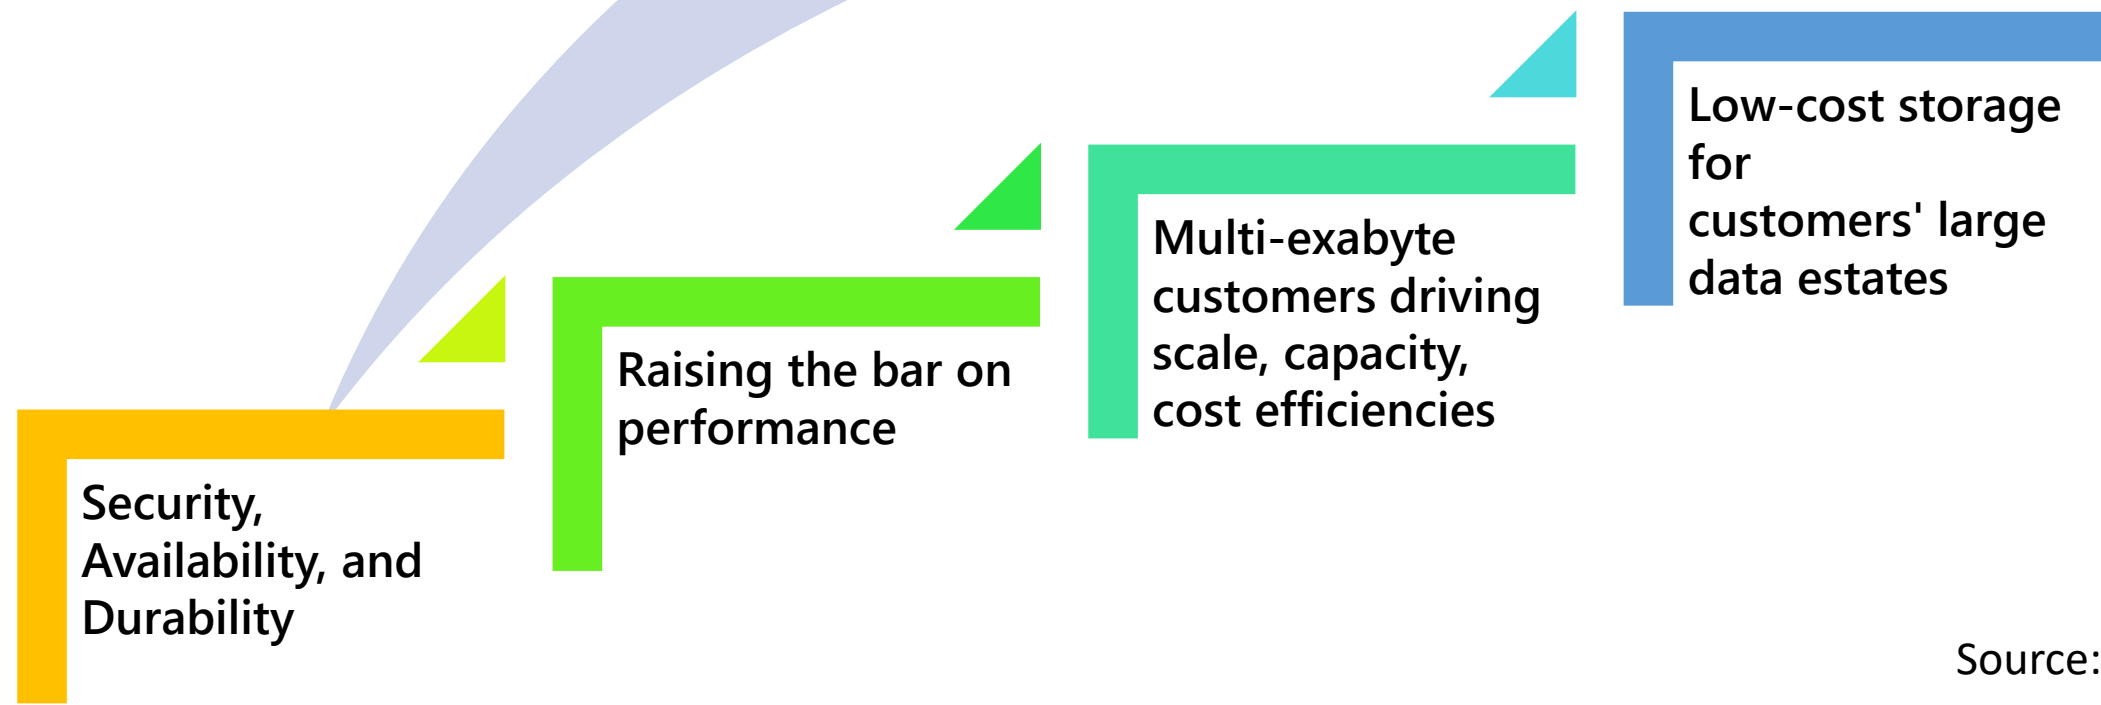 Security,
Availability, and
Durability
Raising the bar on
performance
Multi-exabyte
customers driving
scale, capacity,
cost efficiencies
Low-cost storage
for
customers' large
data estates
Source: